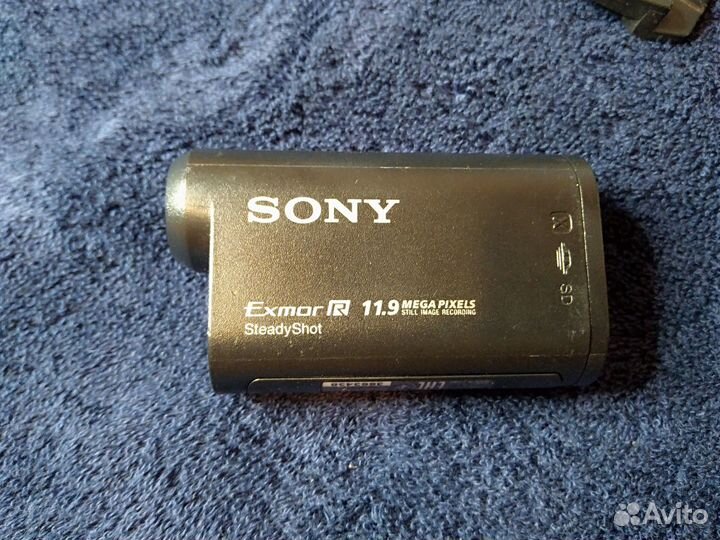 SONY
Exmor R 11.9 MEGA PIXELS
STILL IMAGE RECORDING
SteadyShot
SD
Avito